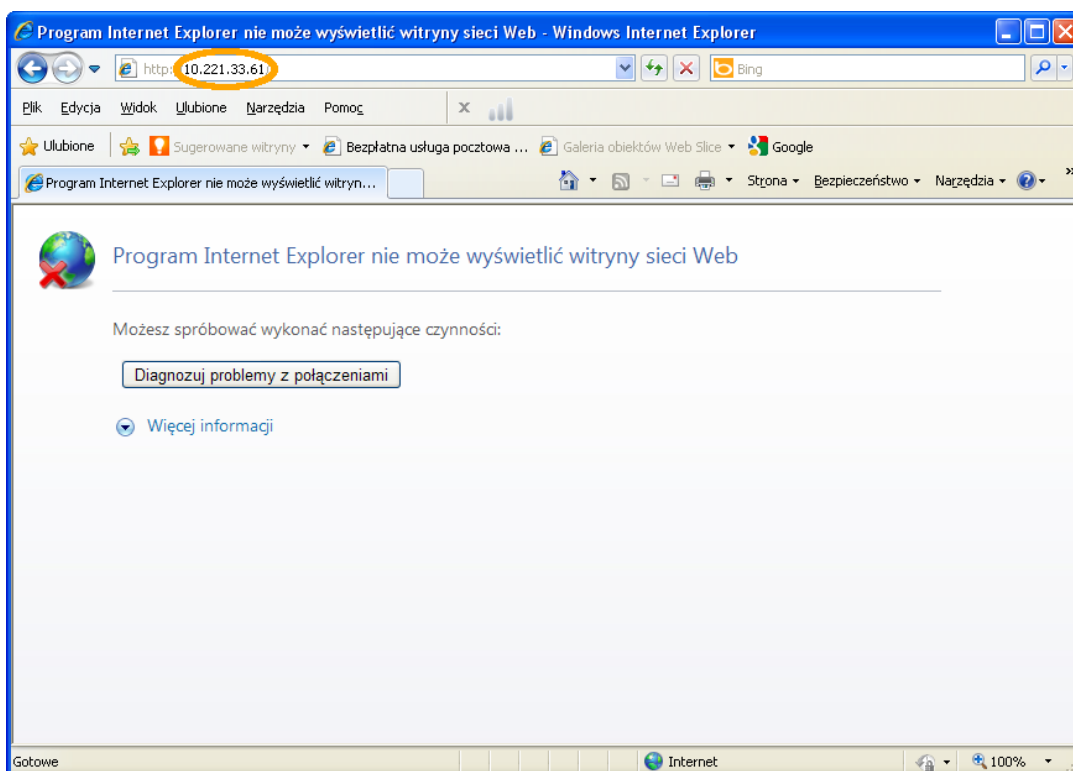 Program Internet Explorer nie może wyświetlić witryny sieci Web - Windows Internet Explorer
http: 10.221.33.61
Bing
Plik Edycja Widok Ulubione Narzędzia Pomoc
x
Ulubione Sugerowane witryny Bezpłatna usługa pocztowa ... Galeria obiektów Web Slice Google
Program Internet Explorer nie może wyświetlić witryn... Strona Bezpieczeństwo Narzędzia »
Program Internet Explorer nie może wyświetlić witryny sieci Web
Możesz spróbować wykonać następujące czynności:
Diagnozuj problemy z połączeniami
Więcej informacji
Gotowe Internet 100%